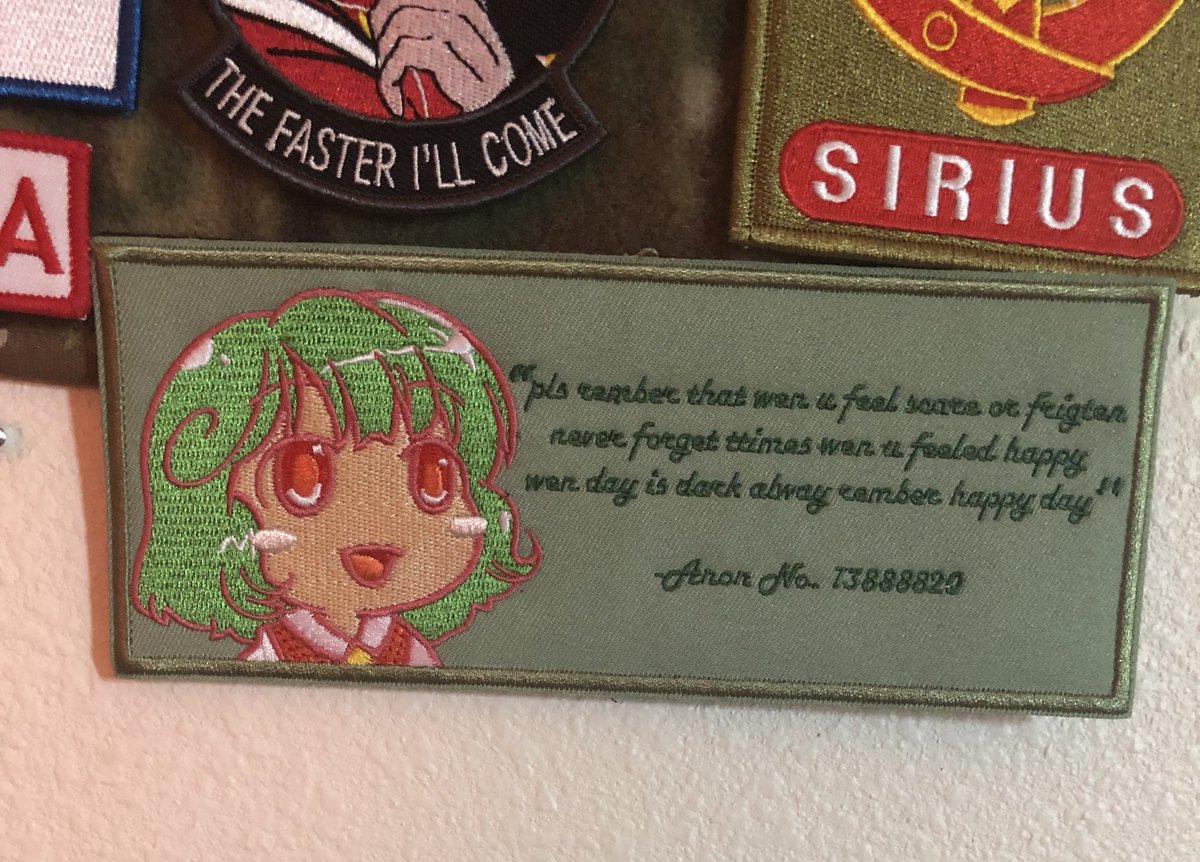 THE FASTER I'LL COME
SIRIUS
A
"pls rember that wen u feel scare or frigten
never forget ttimes wen u feeled happy
wen day is dark alway rember happy day"
-Anon No. 73888829